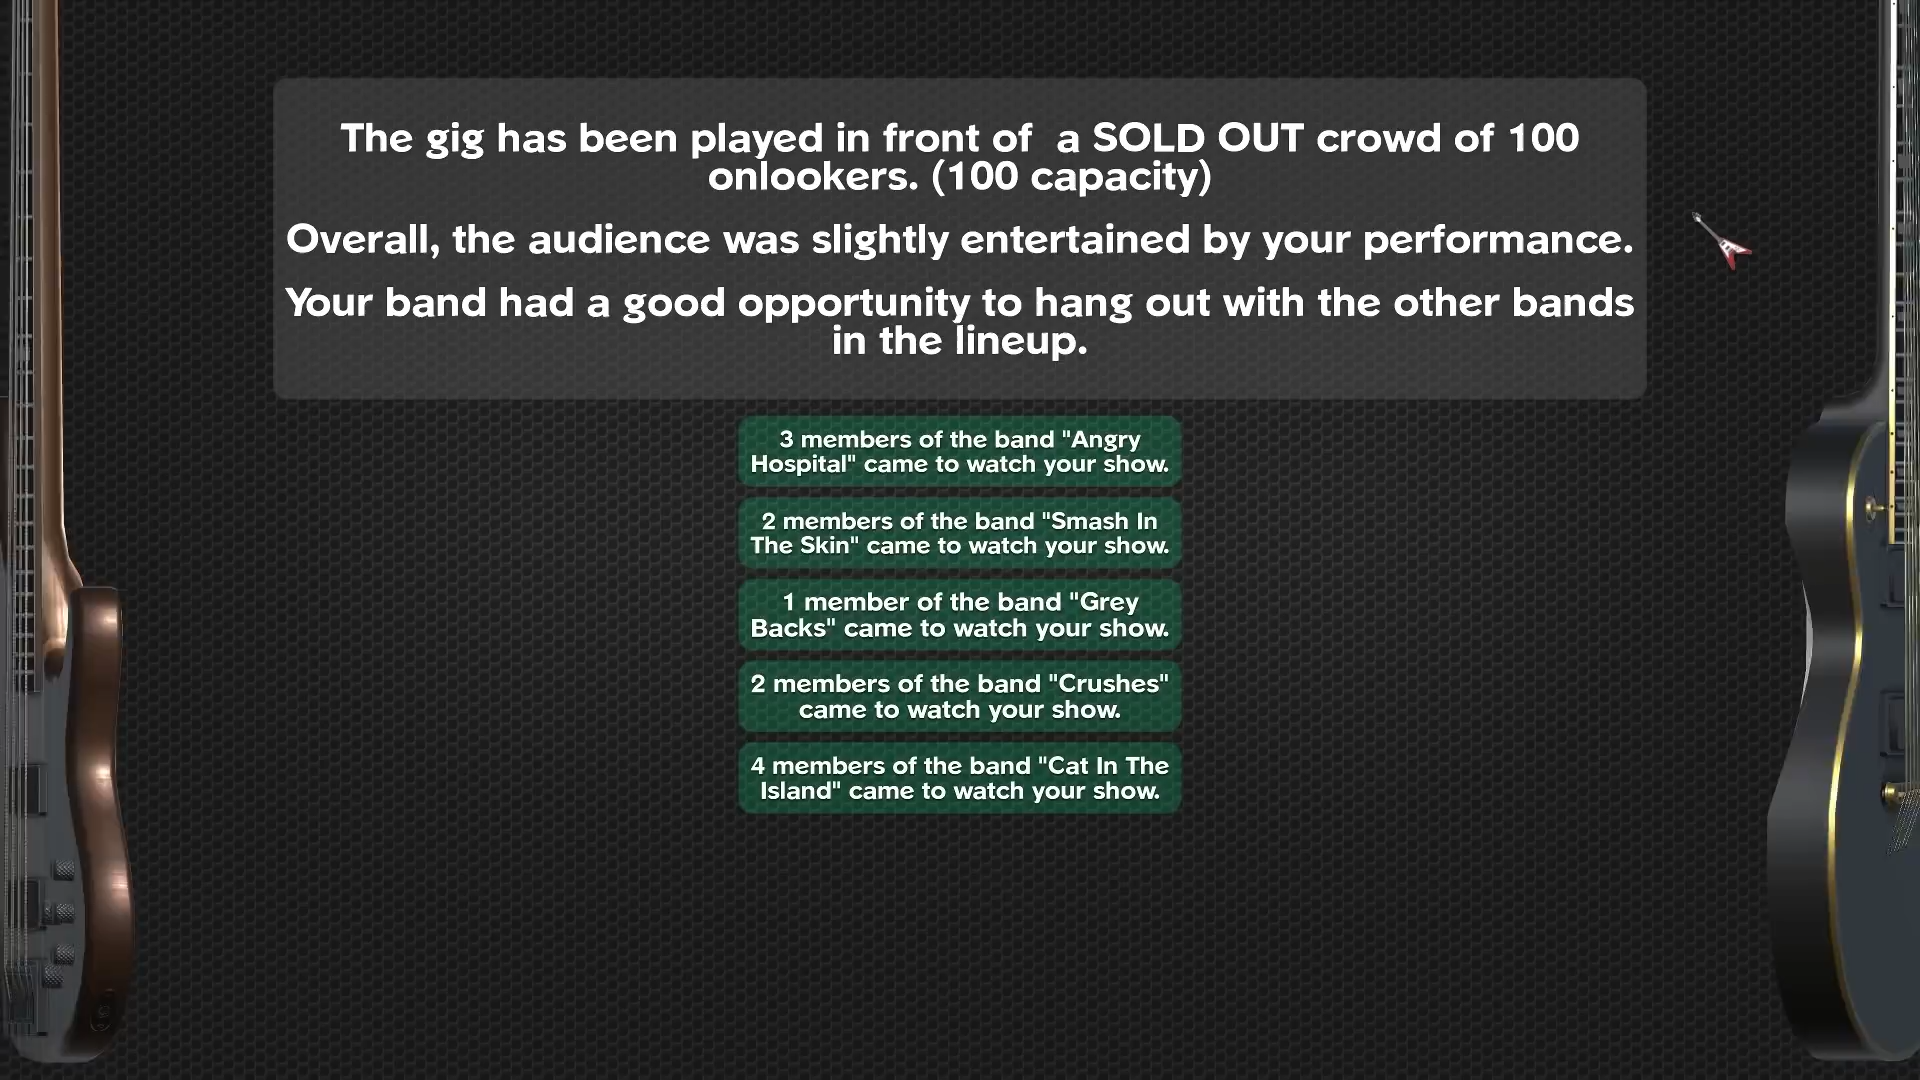 The gig has been played in front of  a SOLD OUT crowd of 100
onlookers. (100 capacity)
Overall, the audience was slightly entertained by your performance.
Your band had a good opportunity to hang out with the other bands
in the lineup.
3 members of the band "Angry
Hospital" came to watch your show.
2 members of the band "Smash In
The Skin" came to watch your show.
1 member of the band "Grey
Backs" came to watch your show.
2 members of the band "Crushes"
came to watch your show.
4 members of the band "Cat In The
Island" came to watch your show.